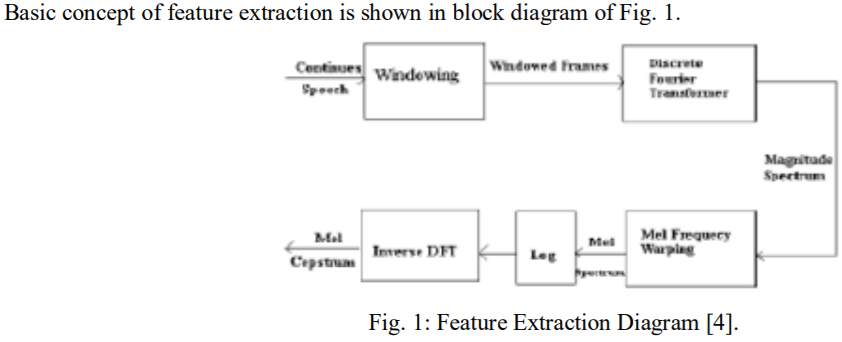 Basic concept of feature extraction is shown in block diagram of Fig. 1.
Continues
Speech
Windowing
Windowed Frames
Discrete
Fourier
Transformer
Magnitude
Spectrum
Mel Frequecy
Warping
Mel
Spectrum
Log
Inverse DFT
Mel
Cepstrum
Fig. 1: Feature Extraction Diagram [4].